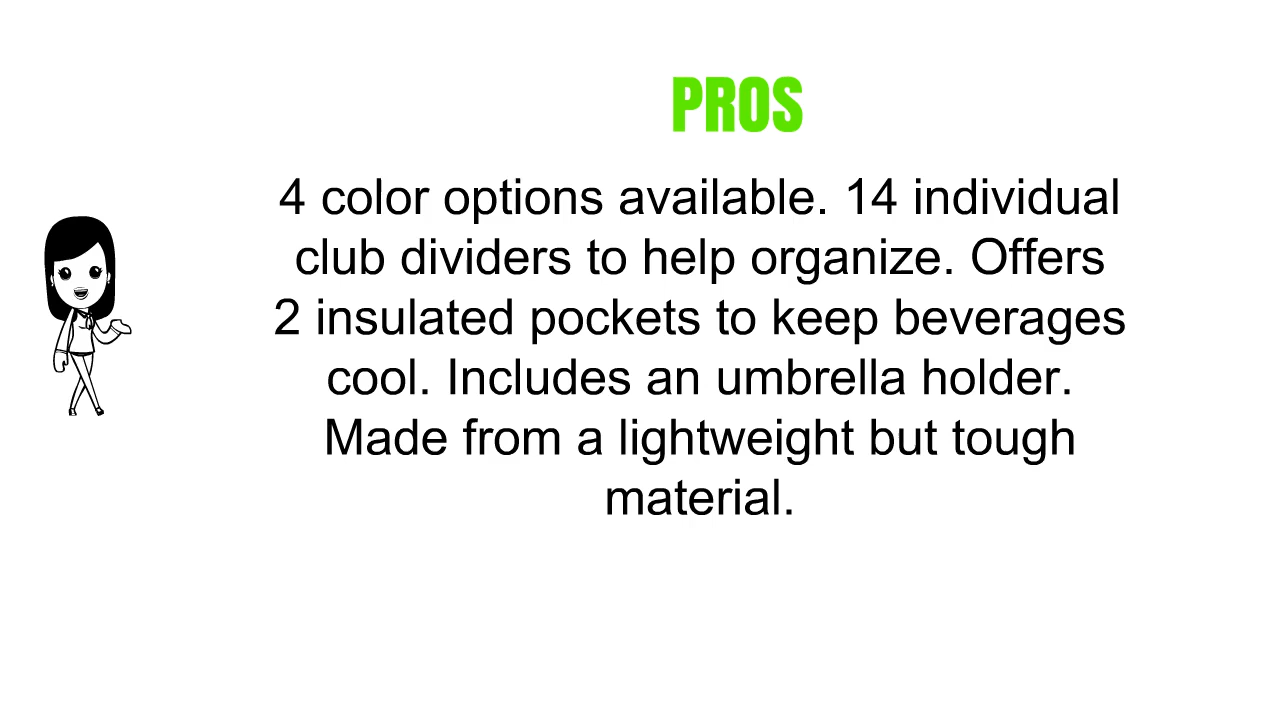 PROS
4 color options available. 14 individual
club dividers to help organize. Offers
2 insulated pockets to keep beverages
cool. Includes an umbrella holder.
Made from a lightweight but tough
material.